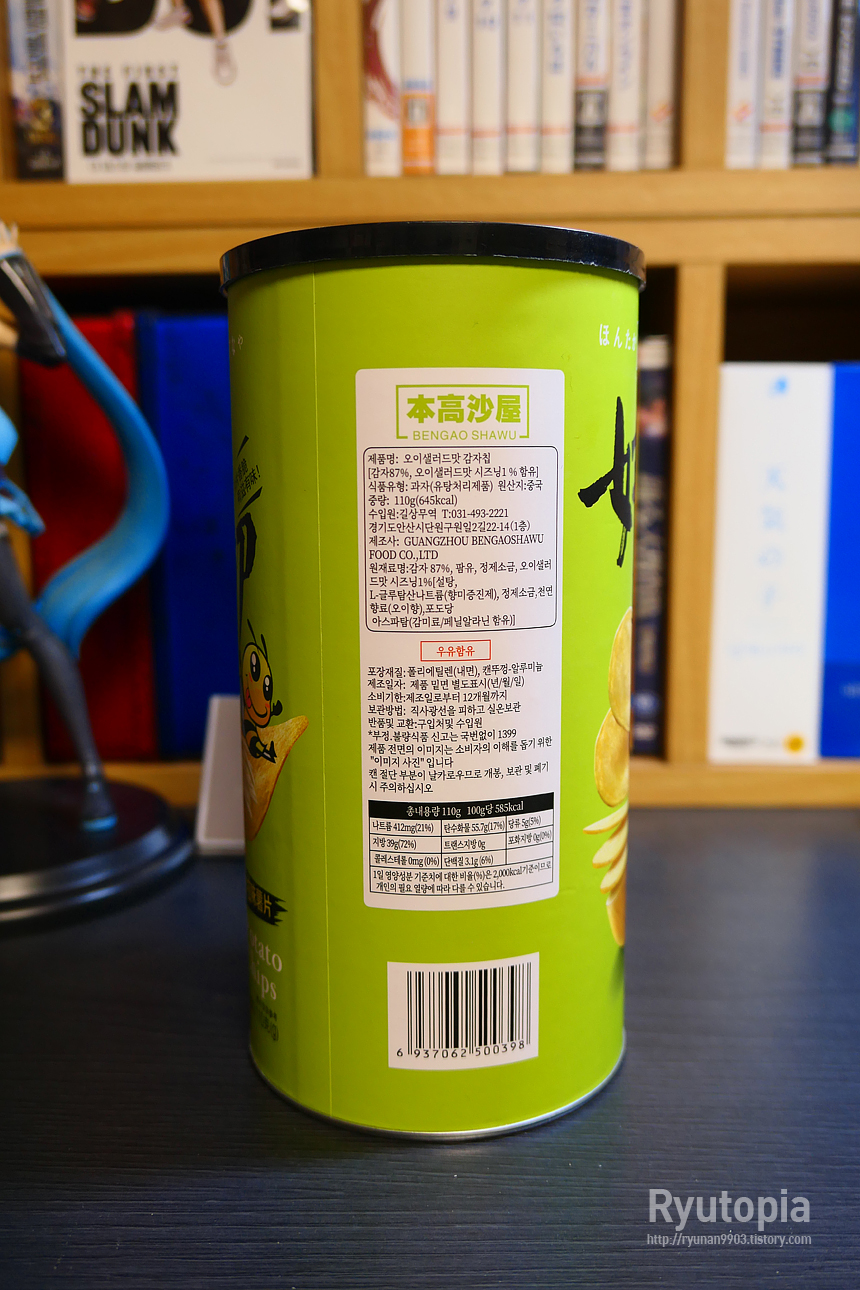 THE FIRST
SLAM
DUNK
ほんたか
本高沙屋
BENGAO SHAWU
제품명: 오이샐러드맛 감자칩
[감자87%, 오이샐러드맛 시즈닝1 % 함유]
식품유형: 과자(유탕처리제품) 원산지:중국
중량: 110g(645kcal)
수입원:길상무역 T:031-493-2221
경기도안산시단원구원일2길22-14(1층)
제조사: GUANGZHOU BENGAOSHAWU
FOOD CO.,LTD
원재료명:감자 87%, 팜유, 정제소금, 오이샐러
드맛 시즈닝1%[설탕,
L-글루탐산나트륨(향미증진제), 정제소금,천연
향료(오이향),포도당
아스파탐(감미료/페닐알라닌 함유)]
우유함유
포장재질: 폴리에틸렌(내면), 캔뚜껑-알루미늄
제조일자: 제품 밑면 별도표시(년/월/일)
소비기한:제조일로부터 12개월까지
보관방법: 직사광선을 피하고 실온보관
반품및 교환:구입처및 수입원
*부정.불량식품 신고는 국번없이 1399
제품 전면의 이미지는 소비자의 이해를 돕기 위한
"이미지 사진" 입니다
캔 절단 부분이 날카로우므로 개봉, 보관 및 폐기
시 주의하십시오
총내용량 110g 100g당 585kcal
나트륨 412mg(21%) 탄수화물 55.7g(17%) 당류 5g(5%)
지방 39g(72%) 트랜스지방 0g 포화지방 0g(0%)
콜레스테롤 0mg (0%) 단백질 3.1g (6%)
1일 영양성분 기준치에 대한 비율(%)은 2,000kcal기준이므로
개인의 필요 열량에 따라 다를 수 있습니다.
6 937062 500398
Ryutopia
http://ryunan9903.tistory.com